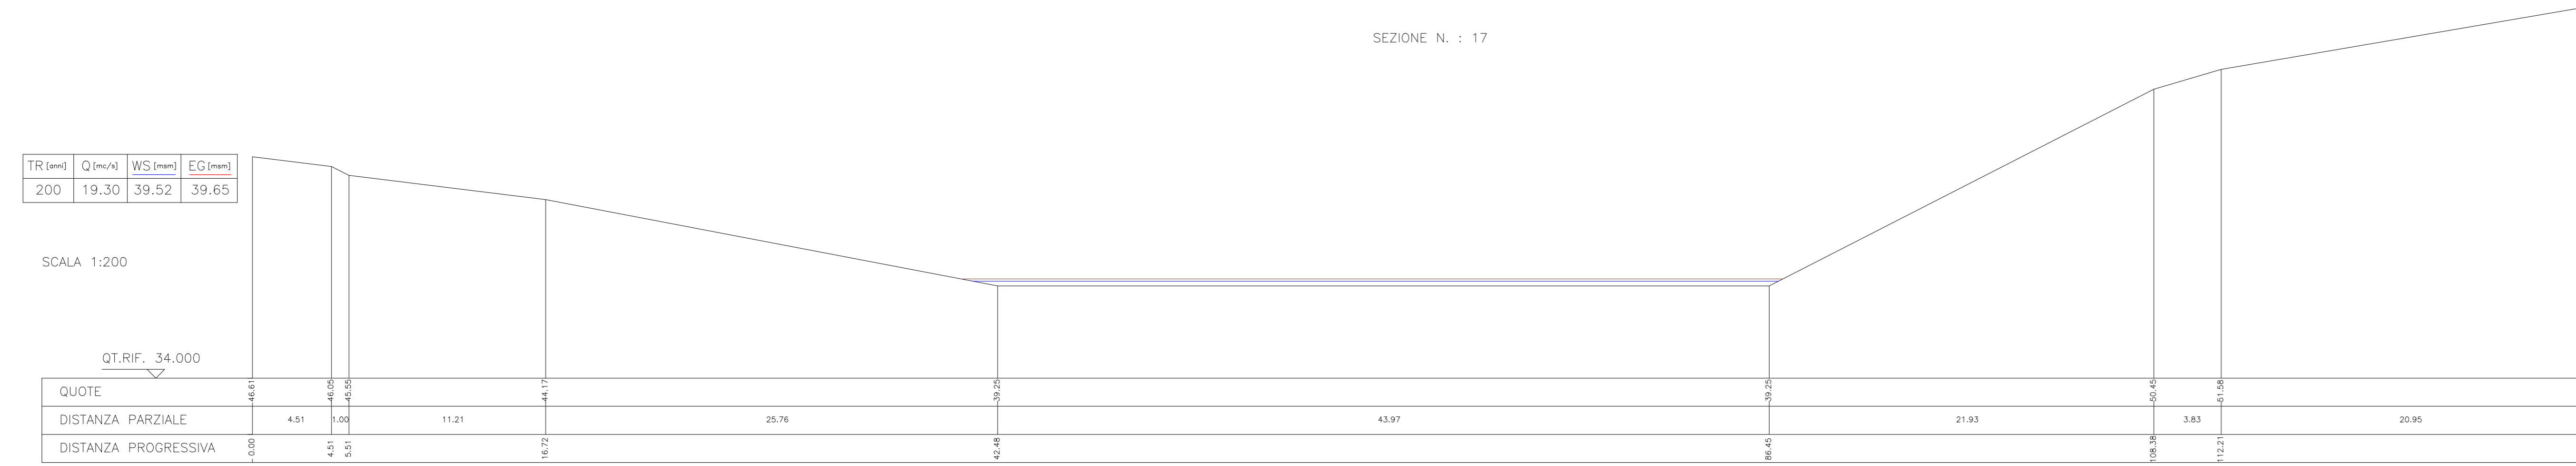 SEZIONE N. : 17
TR [anni] Q [mc/s] WS [msm] EG [msm]
200 19.30 39.52 39.65
SCALA 1:200
QT.RIF. 34.000
QUOTE 46.61 46.05 45.55 44.17 39.25 39.25 50.45 51.58
DISTANZA PARZIALE 4.51 1.00 11.21 25.76 43.97 21.93 3.83 20.95
DISTANZA PROGRESSIVA 0.00 4.51 5.51 16.72 42.48 86.45 108.38 112.21